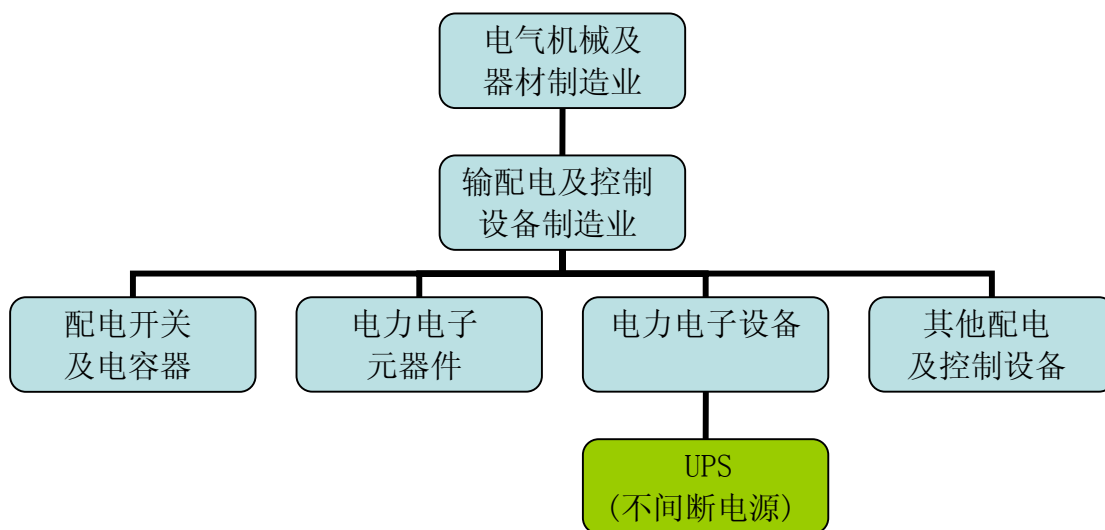 电气机械及
器材制造业
输配电及控制
设备制造业
配电开关
及电容器
电力电子
元器件
电力电子设备
其他配电
及控制设备
UPS
(不间断电源)